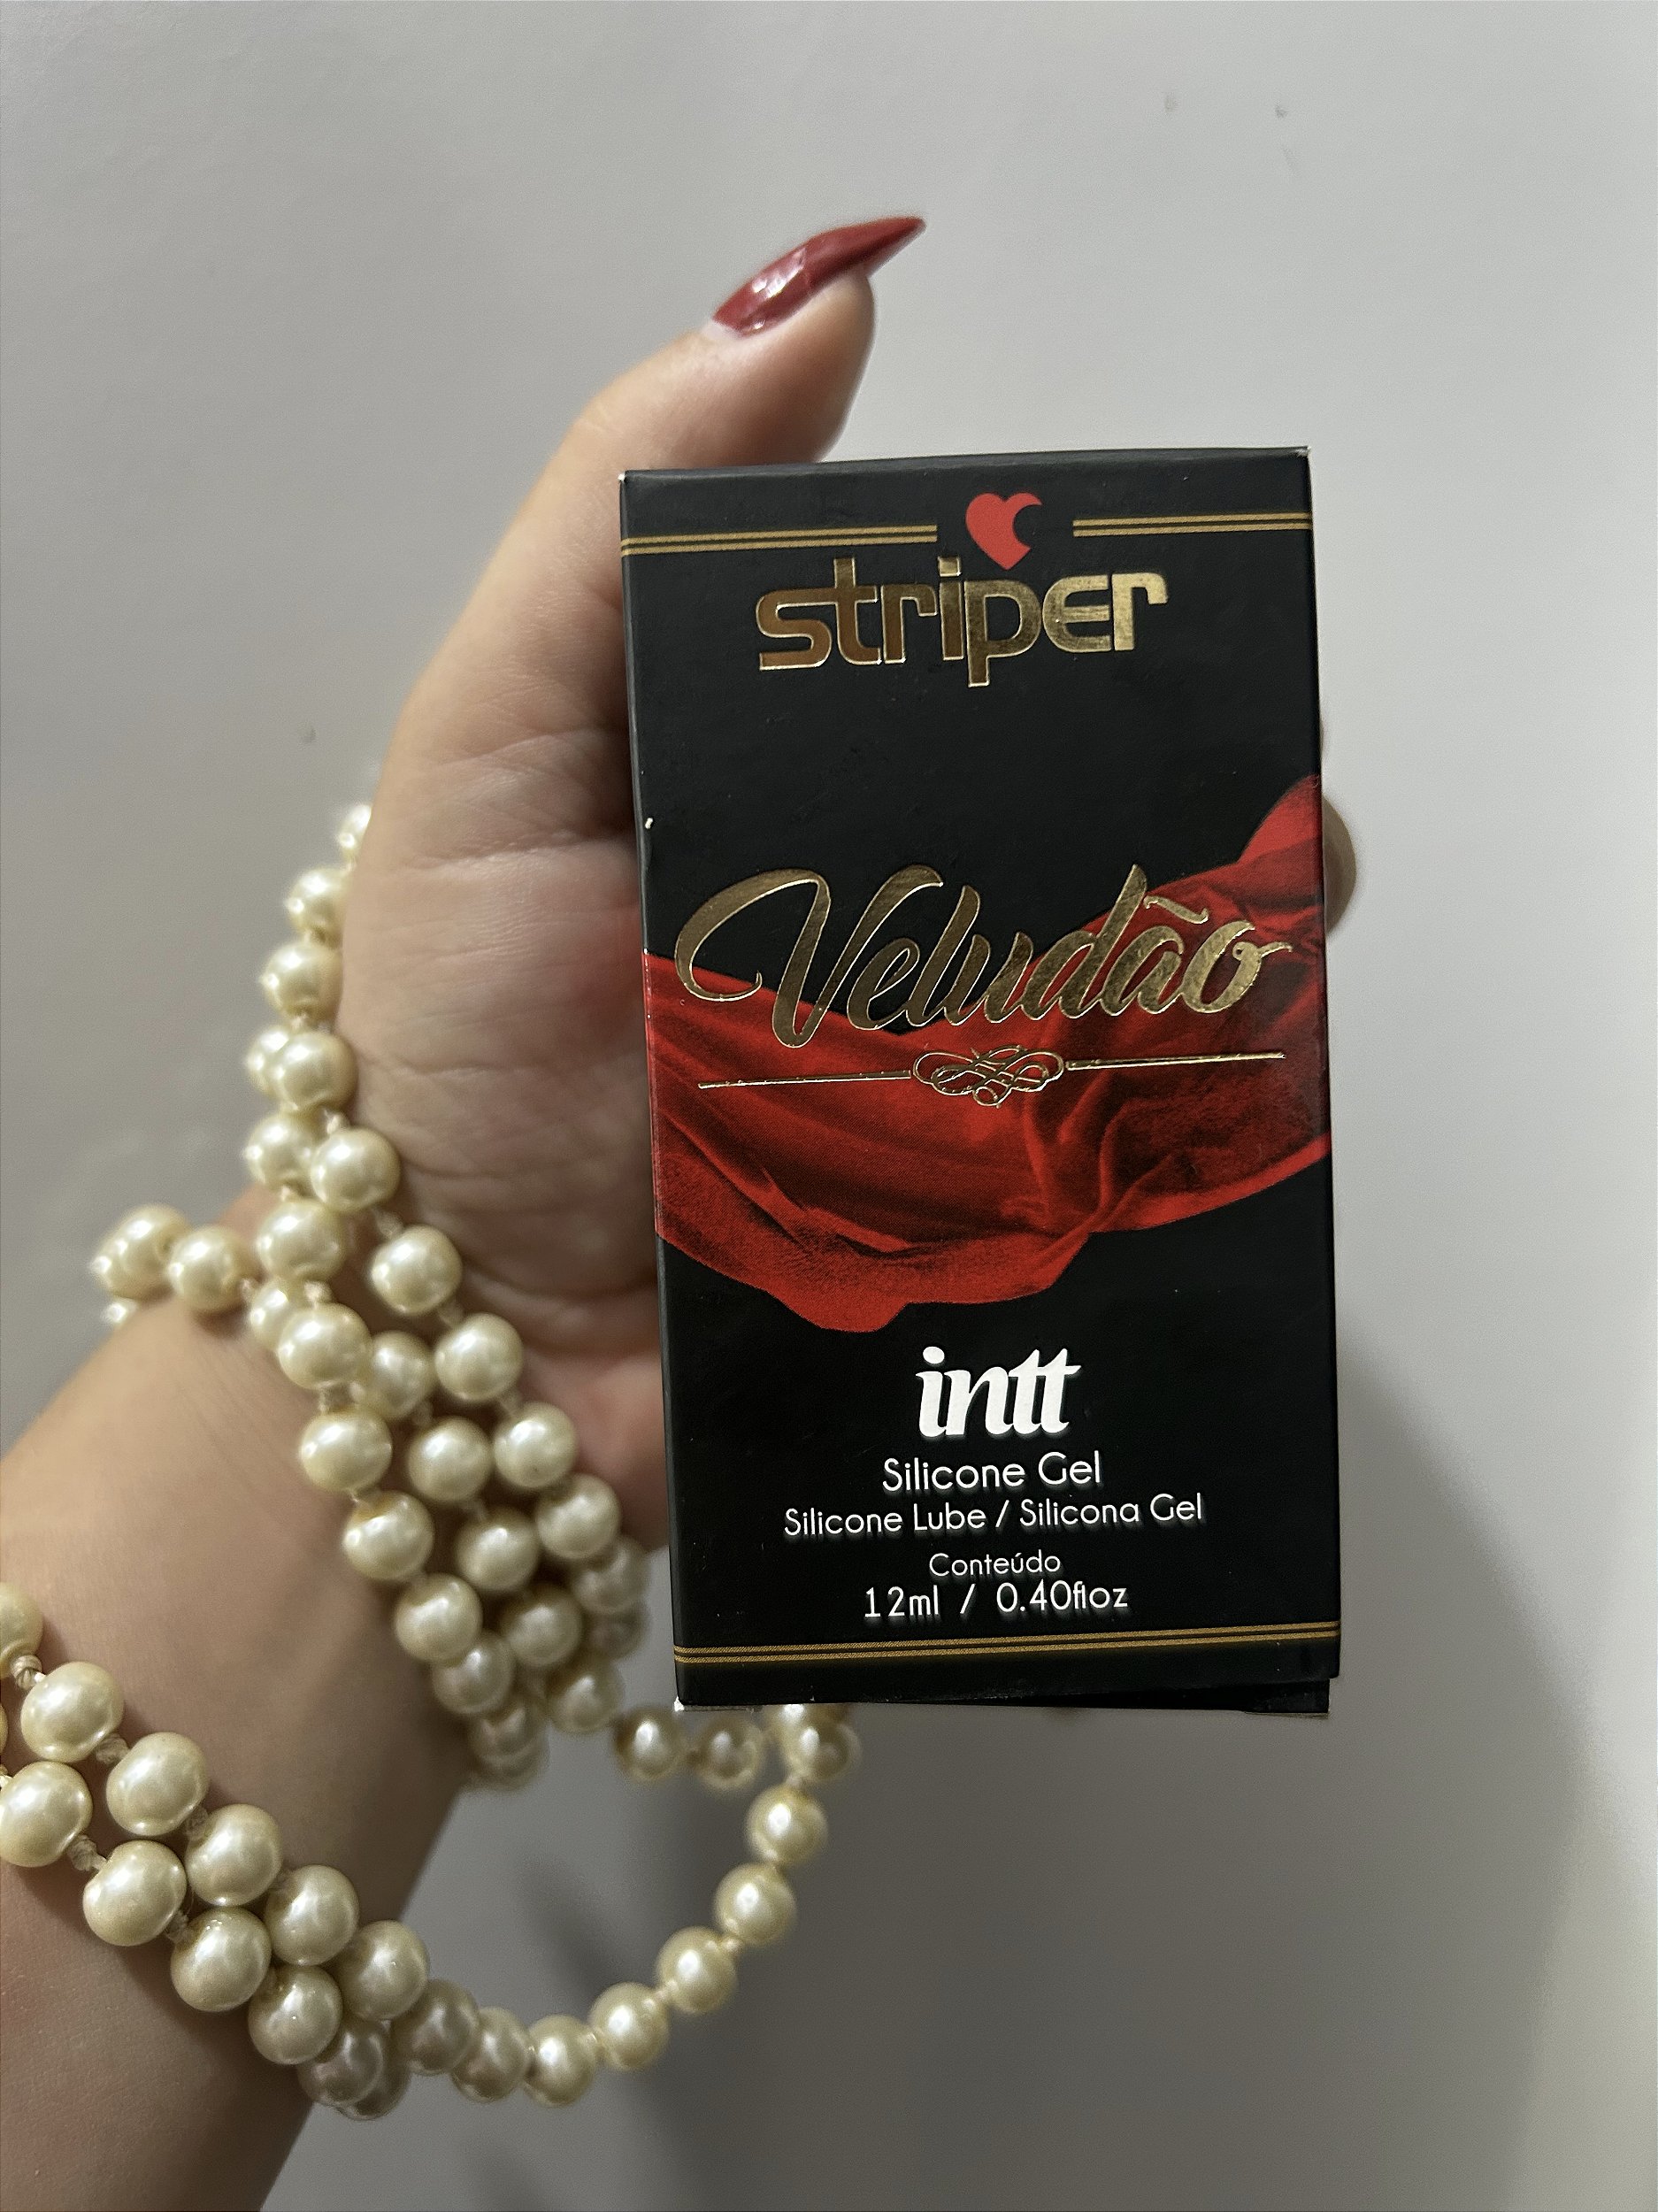 striper
Veludão
intt
Silicone Gel
Silicone Lube / Silicona Gel
Conteúdo
12ml / 0.40floz